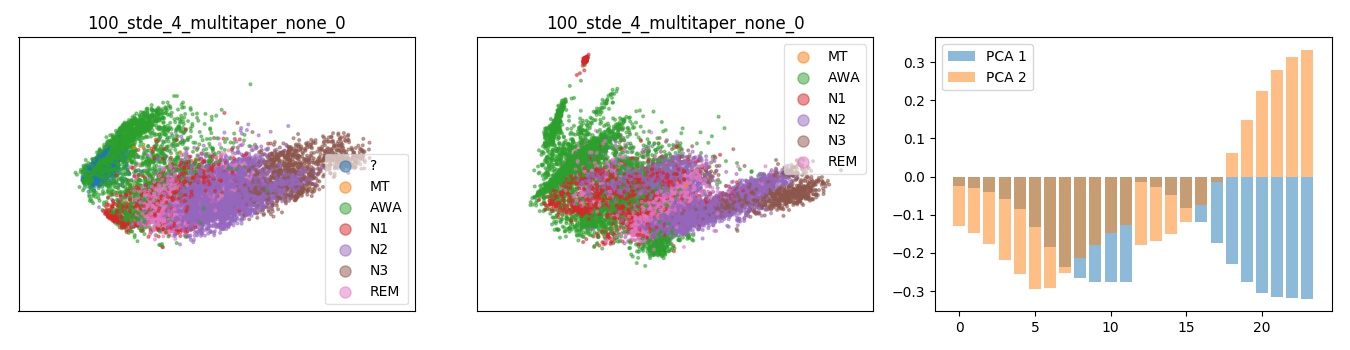 100_stde_4_multitaper_none_0
?
MT
AWA
N1
N2
N3
REM
100_stde_4_multitaper_none_0
MT
AWA
N1
N2
N3
REM
PCA 1
PCA 2
0.3
0.2
0.1
0.0
−0.1
−0.2
−0.3
0
5
10
15
20